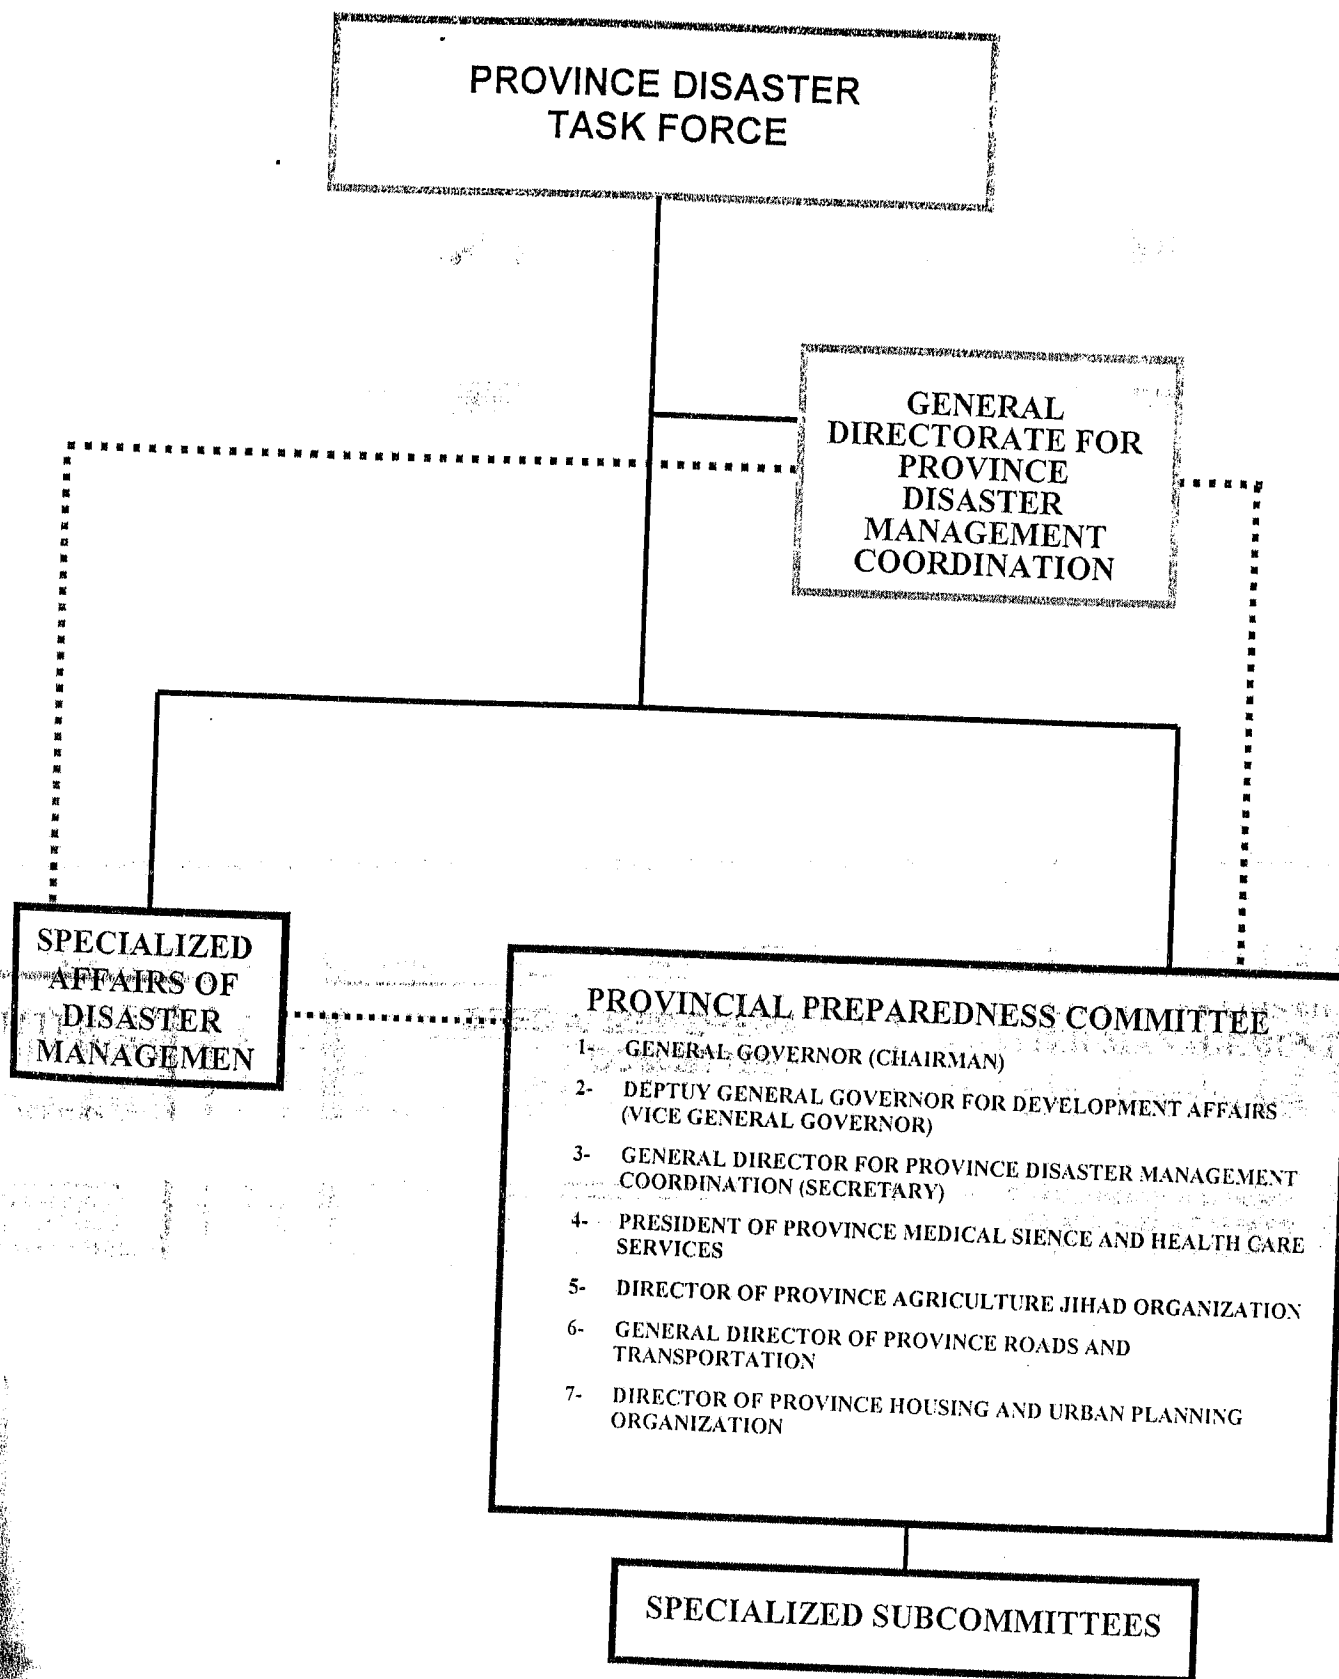 PROVINCE DISASTER
TASK FORCE
GENERAL
DIRECTORATE FOR
PROVINCE
DISASTER
MANAGEMENT
COORDINATION
SPECIALIZED
AFFAIRS OF
DISASTER
MANAGEMEN
PROVINCIAL PREPAREDNESS COMMITTEE
1- GENERAL GOVERNOR (CHAIRMAN)
2- DEPTUY GENERAL GOVERNOR FOR DEVELOPMENT AFFAIRS
(VICE GENERAL GOVERNOR)
3- GENERAL DIRECTOR FOR PROVINCE DISASTER MANAGEMENT
COORDINATION (SECRETARY)
4- PRESIDENT OF PROVINCE MEDICAL SIENCE AND HEALTH CARE
SERVICES
5- DIRECTOR OF PROVINCE AGRICULTURE JIHAD ORGANIZATION
6- GENERAL DIRECTOR OF PROVINCE ROADS AND
TRANSPORTATION
7- DIRECTOR OF PROVINCE HOUSING AND URBAN PLANNING
ORGANIZATION
SPECIALIZED SUBCOMMITTEES